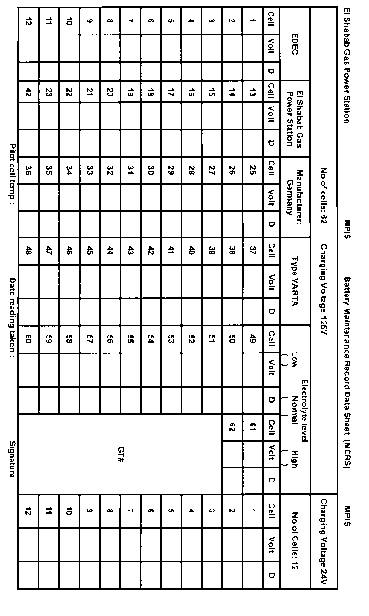 El Shabab Gas Power Station MPIS Battery Maintenance Record Data Sheet (MCRS) MPIS
No of cells: 62 Charging Voltage 125V Charging Voltage 24V
EDEC El Shabab Gas Power Station Manufacturer: Germany Type VARTA Electrolyte level No of Cells: 12
Low ( ) Normal High ( )
Cell Volt D Cell Volt D Cell Volt D Cell Volt D Cell Volt D Cell Volt D Cell Volt D
1 13 25 37 49 61 1
2 14 26 38 50 62 2
3 15 27 39 51 3
4 16 28 40 52 4
5 17 29 41 53 5
6 18 30 42 54 6
7 19 31 43 55 GT# 7
8 20 32 44 56 8
9 21 33 45 57 9
10 22 34 46 58 10
11 23 35 47 59 11
12 42 36 48 60 12
Pilot cell temp : Date reading taken : Signature